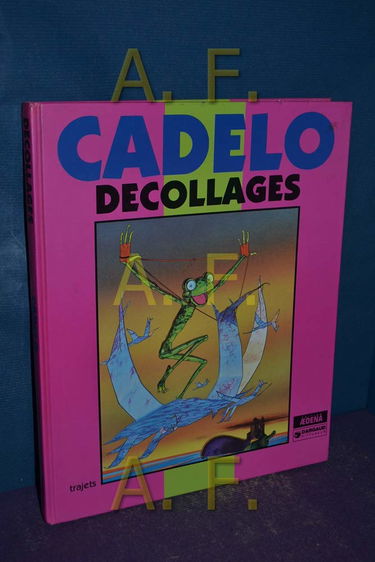 A. F.
CADELO
DECOLLAGES
DECOLLAGES
A. F.
ÆDENA
DARGAUD
trajets
A. F.